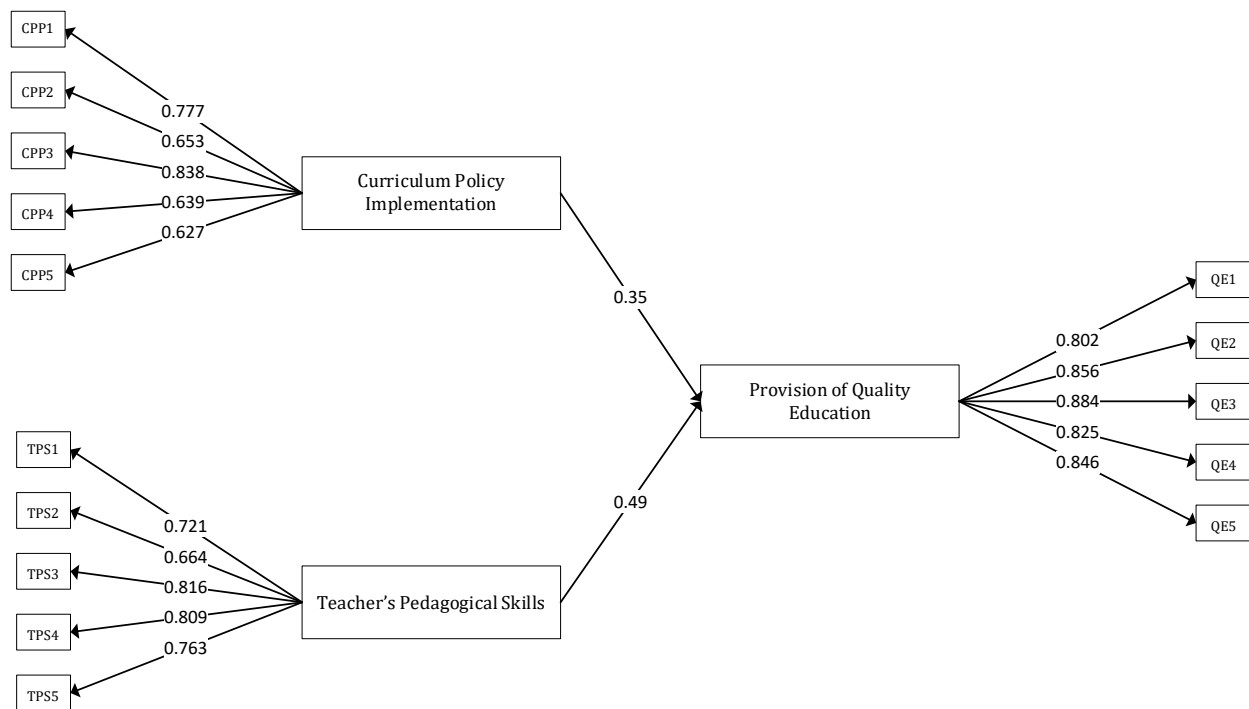 CPP1
CPP2
CPP3
CPP4
CPP5
0.777
0.653
0.838
0.639
0.627
Curriculum Policy
Implementation
0.35
TPS1
TPS2
TPS3
TPS4
TPS5
0.721
0.664
0.816
0.809
0.763
Teacher’s Pedagogical Skills
0.49
Provision of Quality
Education
0.802
0.856
0.884
0.825
0.846
QE1
QE2
QE3
QE4
QE5